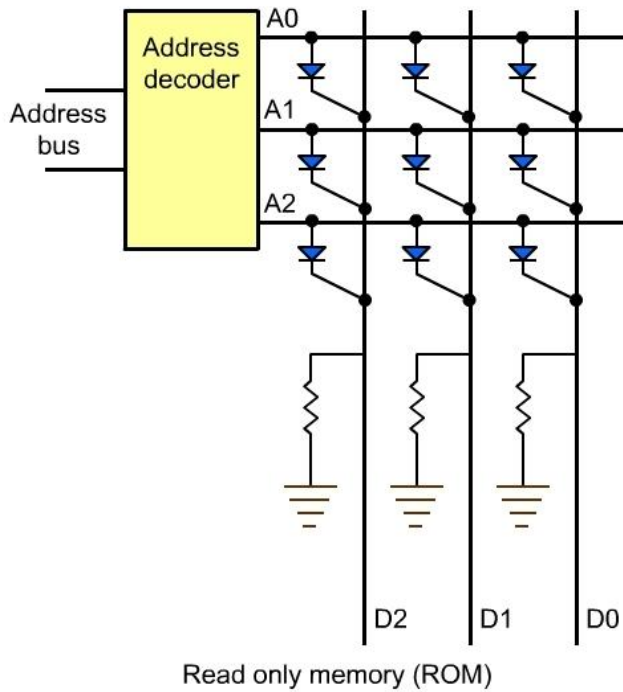 A0
Address
decoder
Address
bus
A1
A2
D2
D1
D0
Read only memory (ROM)